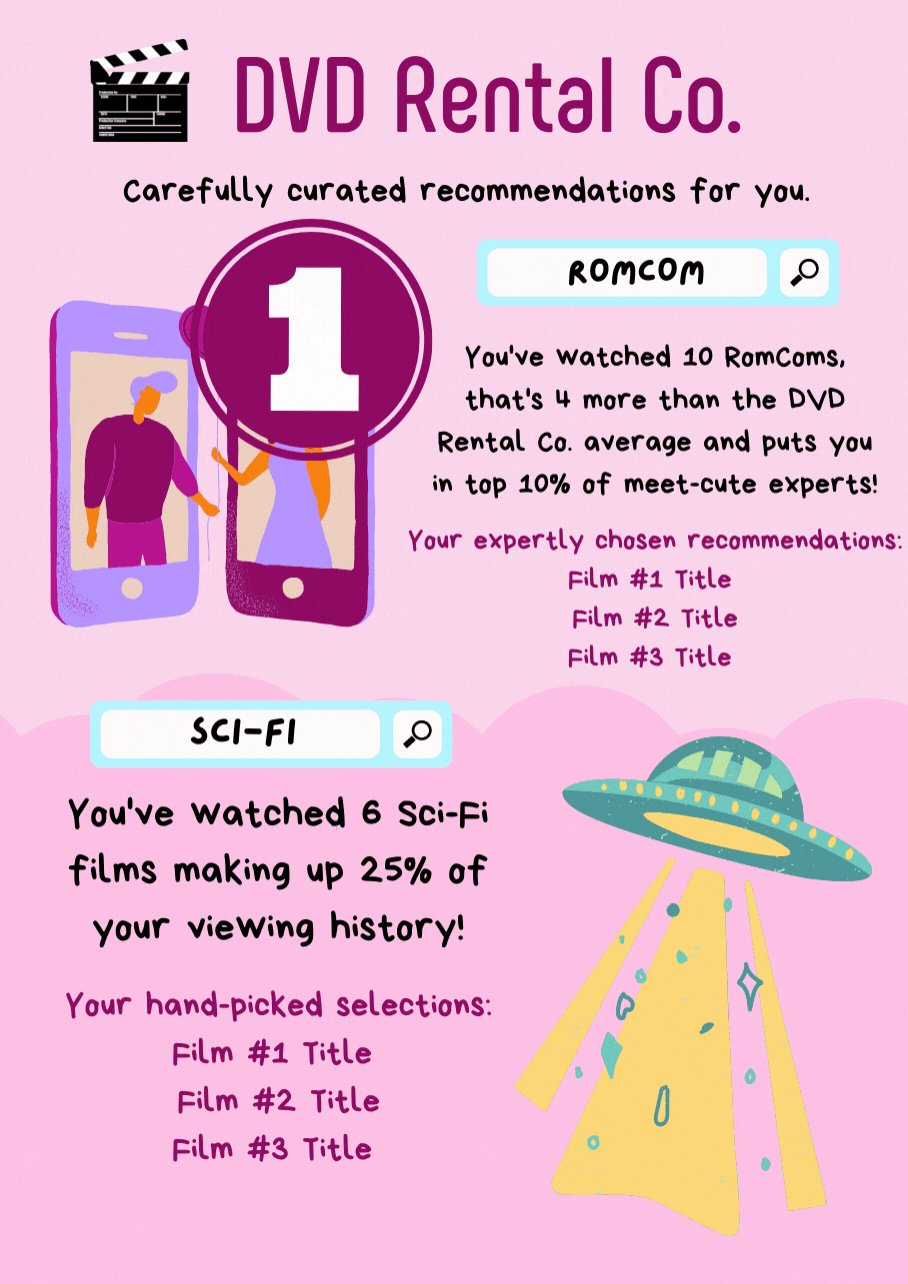 DVD Rental Co.
Carefully curated recommendations for you.
1
ROMCOM
You've watched 10 RomComs,
that's 4 more than the DVD
Rental Co. average and puts you
in top 10% of meet-cute experts!
Your expertly chosen recommendations:
Film #1 Title
Film #2 Title
Film #3 Title
SCI-FI
You've watched 6 Sci-Fi
films making up 25% of
your viewing history!
Your hand-picked selections:
Film #1 Title
Film #2 Title
Film #3 Title